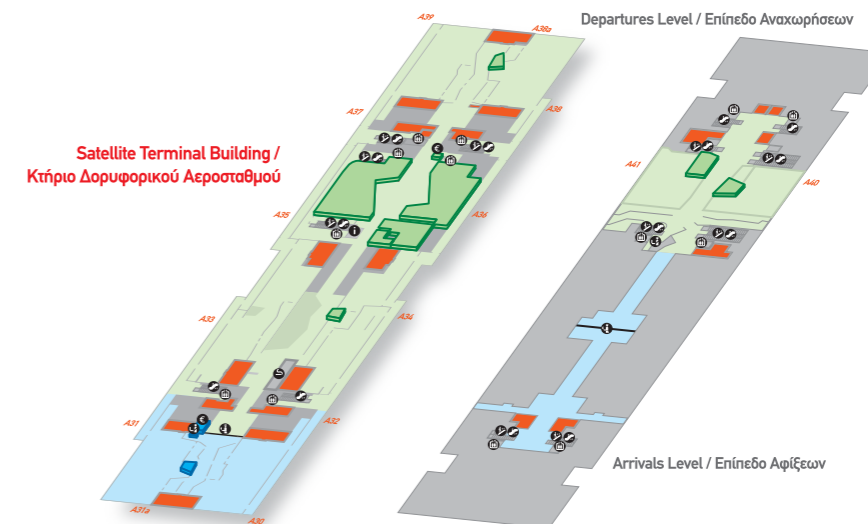 Departures Level / Επίπεδο Αναχωρήσεων
A39
A38a
A37
A38
Satellite Terminal Building /
Κτήριο Δορυφορικού Αεροσταθμού
€
A41
A40
A35
A36
i
A33
A34
A31
A32
€
Arrivals Level / Επίπεδο Αφίξεων
A31a
A30